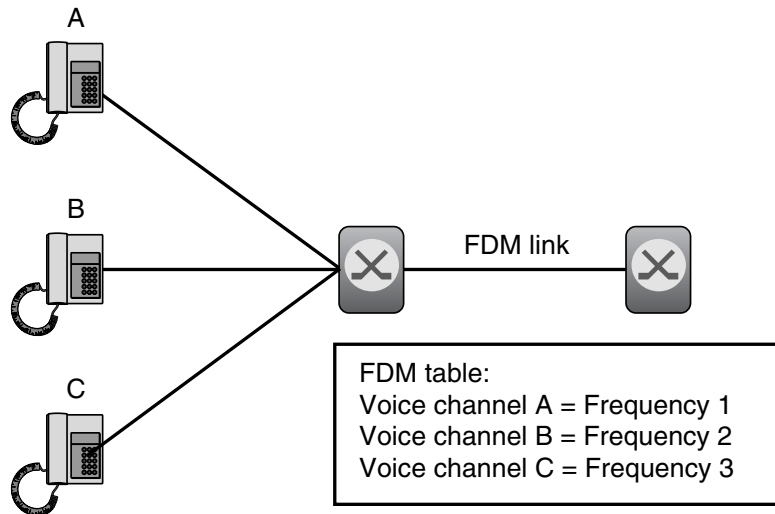 A
B
FDM link
C
FDM table:
Voice channel A = Frequency 1
Voice channel B = Frequency 2
Voice channel C = Frequency 3